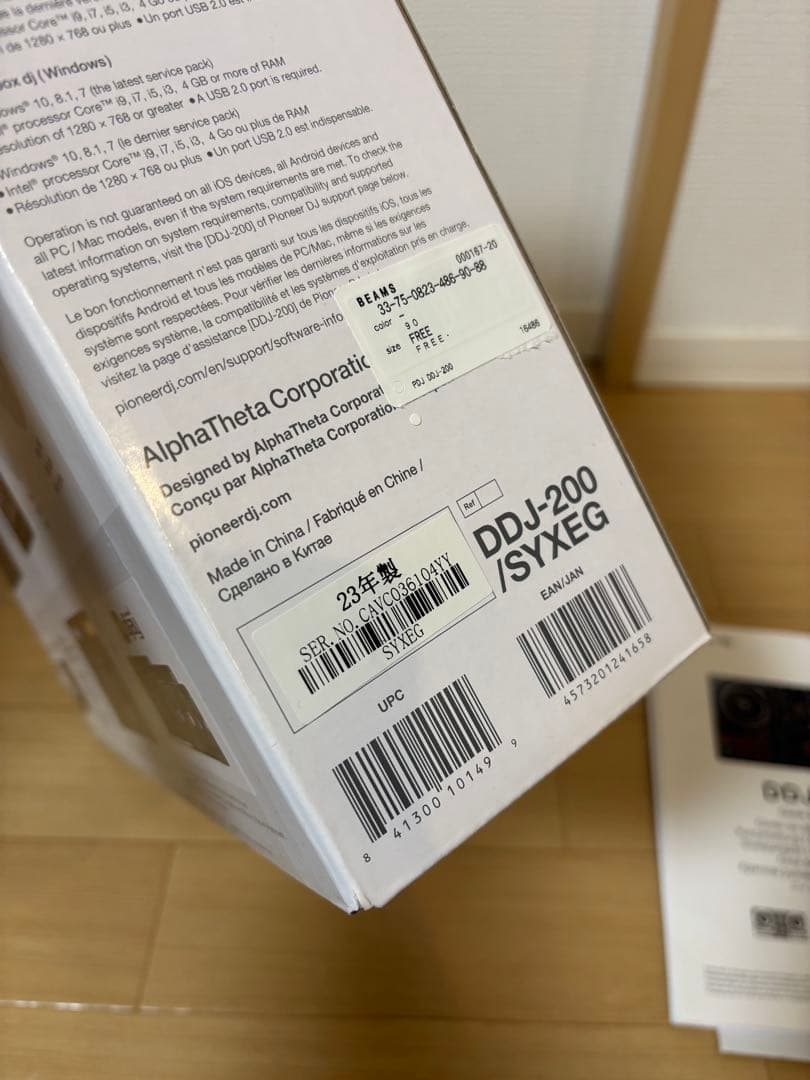 de 1280 x 768 ou plus • Un port USB 2.0
box dj (Windows)
Windows® 10, 8.1, 7 (the latest service pack)
processor Core™ i9, i7, i5, i3, 4 GB or more of RAM
resolution of 1280 x 768 or greater • A USB 2.0 port is required.
Windows® 10, 8.1, 7 (le dernier service pack)
• Intel® processor Core™ i9, i7, i5, i3, 4 Go ou plus de RAM
• Résolution de 1280 x 768 ou plus • Un port USB 2.0 est indispensable.
Operation is not guaranteed on all iOS devices, all Android devices and
all PC / Mac models, even if the system requirements are met. To check the
latest information on system requirements, compatibility and supported
operating systems, visit the [DDJ-200] of Pioneer DJ support page below.
Le bon fonctionnement n'est pas garanti sur tous les dispositifs iOS, tous les
dispositifs Android et tous les modèles de PC/Mac, même si les exigences
système sont respectées. Pour vérifier les dernières informations sur les
exigences système, la compatibilité et les systèmes d'exploitation pris en charge,
visitez la page d'assistance [DDJ-200] de
pioneerdj.com/en/support/software-info
BEAMS
000167-20
33-75-0823-486-90-88
color –
90
size FREE
FREE.
15486
PDJ DDJ-200
AlphaTheta Corporatio
Designed by AlphaTheta Corporat
Conçu par AlphaTheta Corporation
pioneerdj.com
Made in China / Fabriqué en Chine /
Сделано в Китае
Ref
DDJ-200
/SYXEG
23年製
SER.NO.CAVC036104YY
SYXEG
EAN/JAN
4573201241658
UPC
8 41300 10149 9